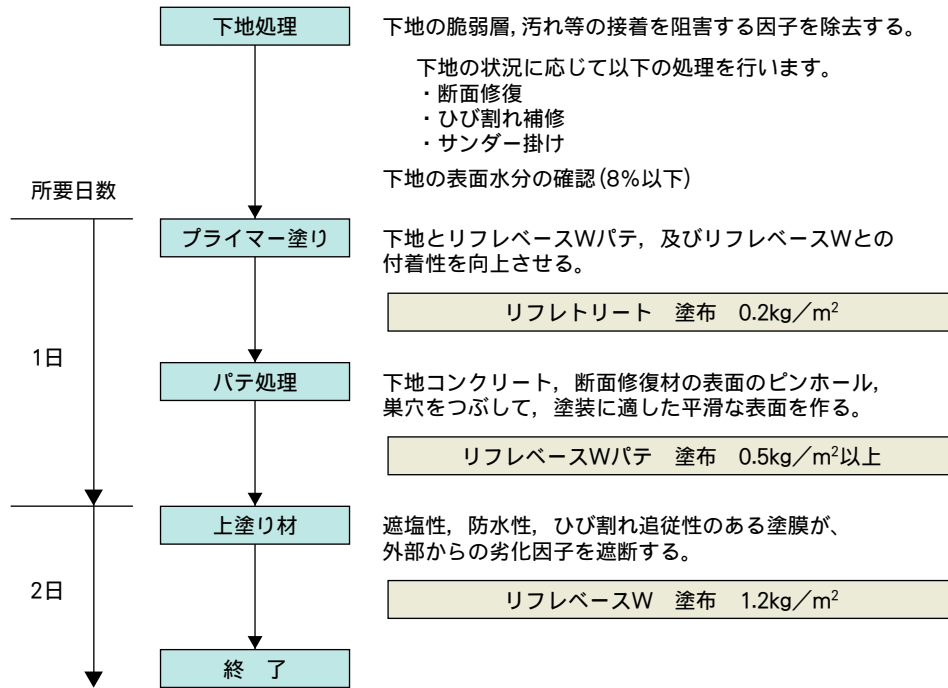 下地処理
下地の脆弱層,汚れ等の接着を阻害する因子を除去する。
下地の状況に応じて以下の処理を行います。
・断面修復
・ひび割れ補修
・サンダー掛け
下地の表面水分の確認(8%以下)
所要日数
プライマー塗り
下地とリフレベースWパテ，及びリフレベースWとの
付着性を向上させる。
リフレトリート　塗布　0.2kg／m²
1日
パテ処理
下地コンクリート，断面修復材の表面のピンホール，
巣穴をつぶして，塗装に適した平滑な表面を作る。
リフレベースWパテ　塗布　0.5kg／m²以上
上塗り材
遮塩性，防水性，ひび割れ追従性のある塗膜が、
外部からの劣化因子を遮断する。
2日
リフレベースW　塗布　1.2kg／m²
終　了